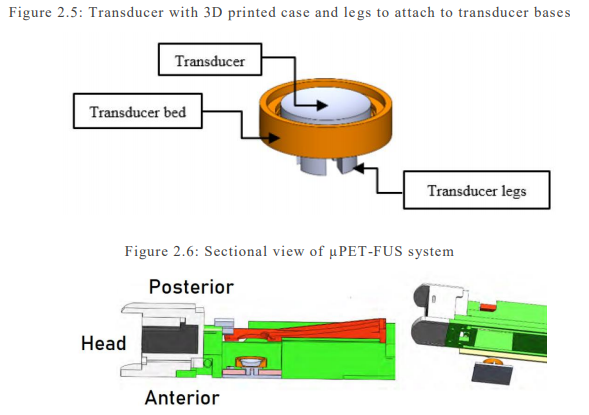 Figure 2.5: Transducer with 3D printed case and legs to attach to transducer bases
Transducer
Transducer bed
Transducer legs
Figure 2.6: Sectional view of µPET-FUS system
Posterior
Head
Anterior